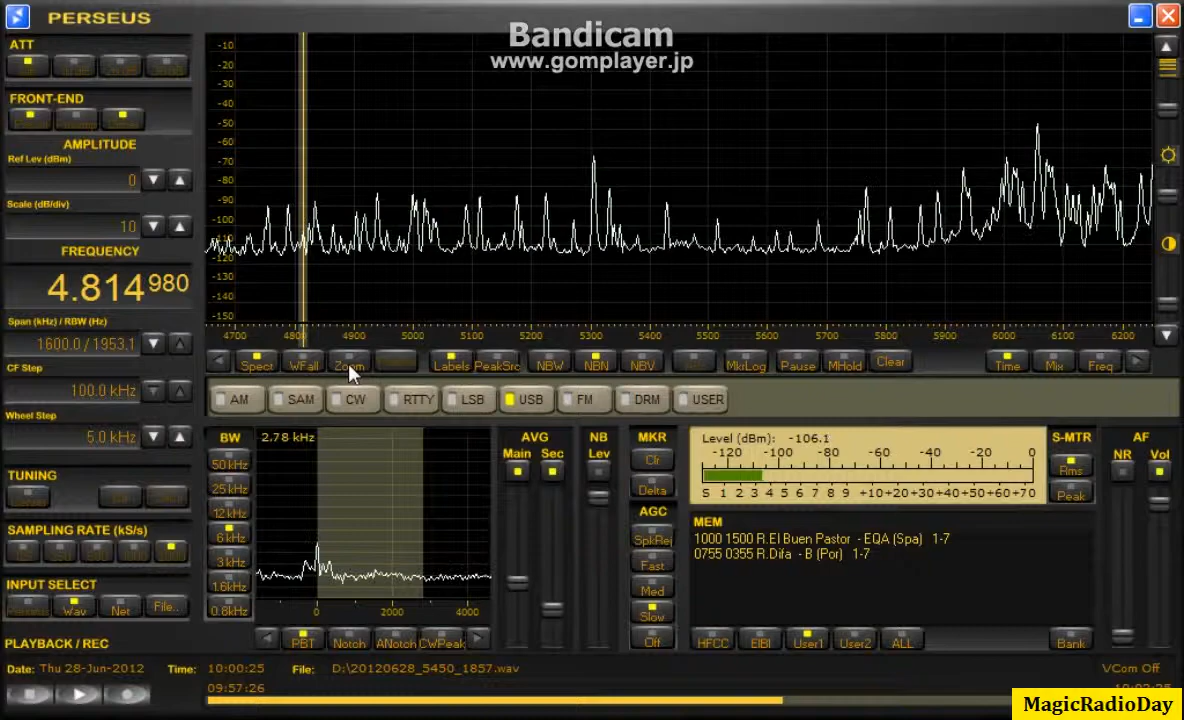 PERSEUS
Bandicam
www.gomplayer.jp
ATT
FRONT-END
AMPLITUDE
Ref Lev (dBm)
0
Scale (dB/div)
10
FREQUENCY
4.814980
Span (kHz) / RBW (Hz)
1600.0 / 1953.1
CF Step
100.0 kHz
Wheel Step
5.0 kHz
TUNING
SAMPLING RATE (kS/s)
INPUT SELECT
Wav Net File..
PLAYBACK / REC
-10
-20
-30
-40
-50
-60
-70
-80
-90
-100
-110
-120
-130
-140
-150
4700 4800 4900 5000 5100 5200 5300 5400 5500 5600 5700 5800 5900 6000 6100 6200
Spect WFall Zoom Labels PeakSrc NBW NBN NBV MkrLog Pause MHold Clear Time Mix Freq
AM SAM CW RTTY LSB USB FM DRM USER
BW
2.78 kHz
50 kHz
25 kHz
12 kHz
6 kHz
3 kHz
1.6kHz
0.8kHz
0 2000 4000
PBT Notch ANotch CWPeak
AVG
Main Sec
NB
Lev
MKR
Clr
Delta
AGC
SpkRej
Fast
Med
Slow
Off
Level (dBm): -106.1
-120 -100 -80 -60 -40 -20 0
S 1 2 3 4 5 6 7 8 9 +10+20+30+40+50+60+70
S-MTR
Rms
Peak
AF
NR Vol
MEM
1000 1500 R.El Buen Pastor - EQA (Spa) 1-7
0755 0355 R.Difa - B (Por) 1-7
HFCC EIBI User1 User2 ALL Bank
Date: Thu 28-Jun-2012 Time: 10:00:25 File: D:\20120628_5450_1857.wav VCom Off
09:57:26
MagicRadioDay